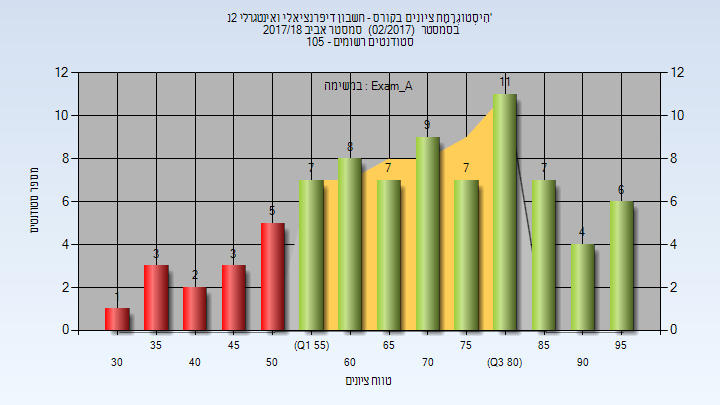 היסטוגרמת ציונים בקורס - חשבון דיפרנציאלי ואינטגרלי 2נ'
בסמסטר (02/2017) סמסטר אביב 2017/18
סטודנטים רשומים - 105
במשימה : Exam_A
מספר סטודנטים
12 12
10 10
8 8
6 6
4 4
2 2
0 0
1 3 2 3 5 7 8 7 9 7 11 7 4 6
35 45 (Q1 55) 65 75 85 95
30 40 50 60 70 (Q3 80) 90
טווח ציונים